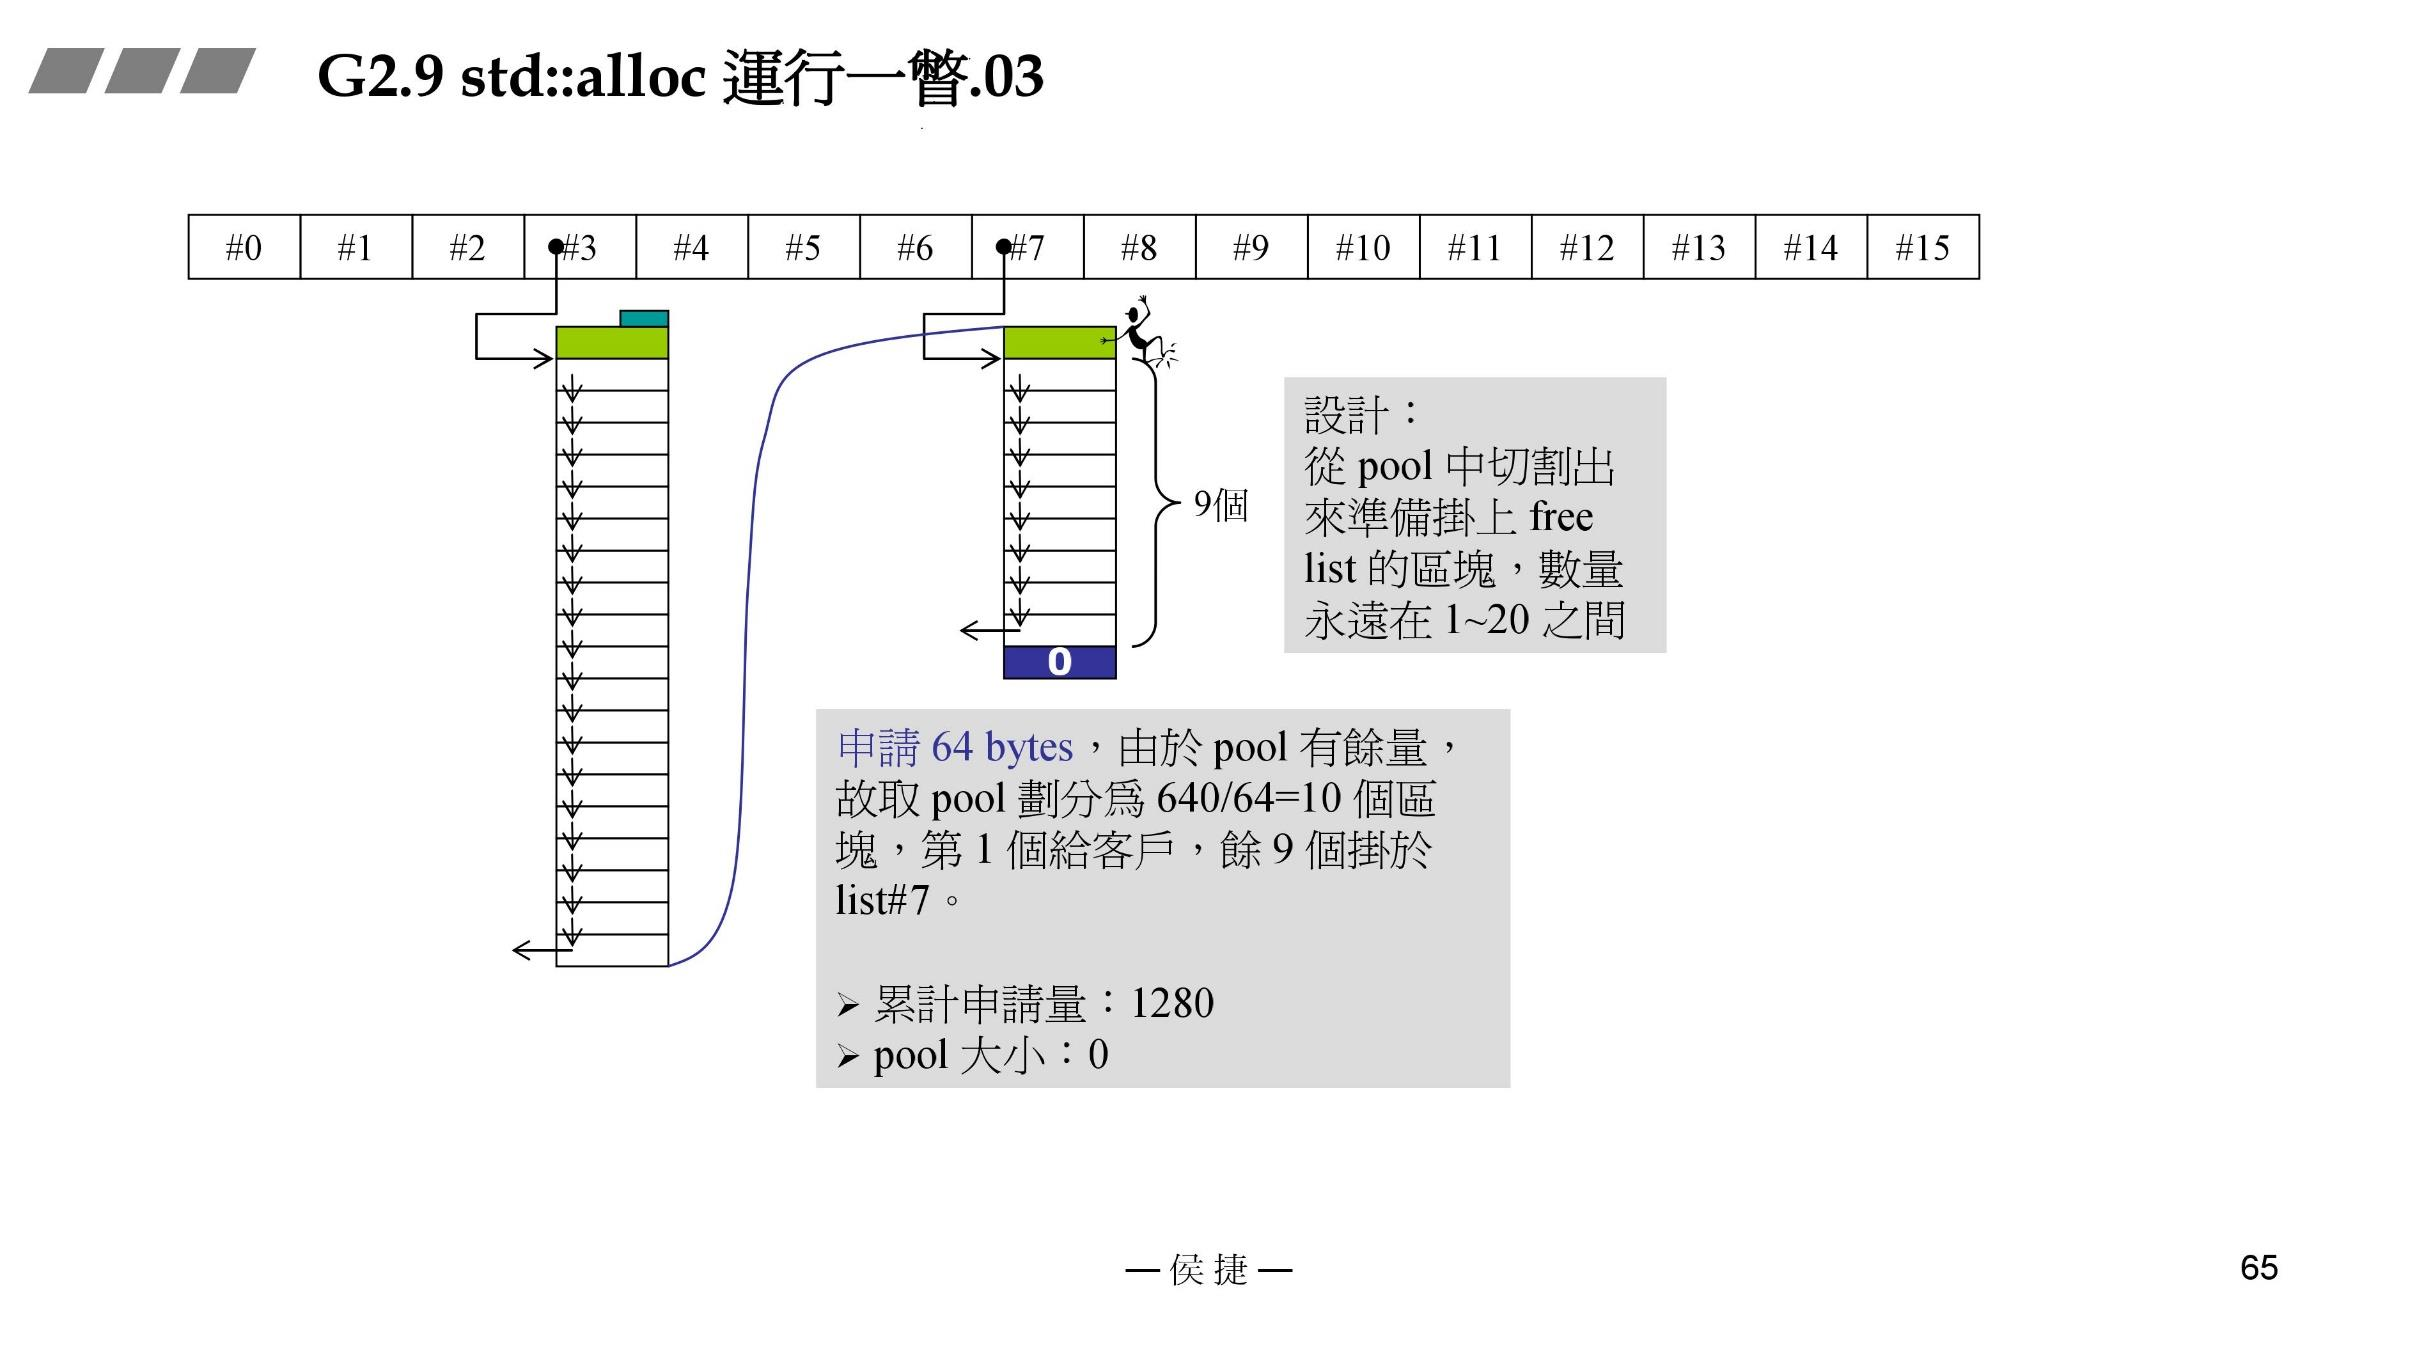 G2.9 std::alloc 運行一瞥.03
#0 #1 #2 #3 #4 #5 #6 #7 #8 #9 #10 #11 #12 #13 #14 #15
9個
0
設計：
從 pool 中切割出
來準備掛上 free
list 的區塊，數量
永遠在 1~20 之間
申請 64 bytes，由於 pool 有餘量，
故取 pool 劃分為 640/64=10 個區
塊，第 1 個給客戶，餘 9 個掛於
list#7。
➢ 累計申請量：1280
➢ pool 大小：0
— 侯 捷 —
65